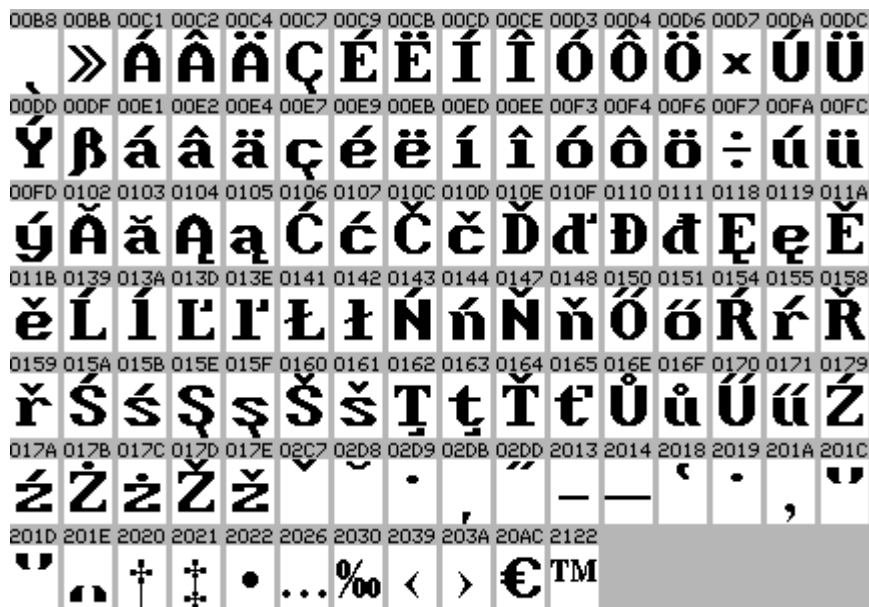 00B8 00BB 00C1 00C2 00C4 00C7 00C9 00CB 00CD 00CE 00D3 00D4 00D6 00D7 00DA 00DC
¸ » Á Â Ä Ç É Ë Í Î Ó Ô Ö × Ú Ü
00DD 00DF 00E1 00E2 00E4 00E7 00E9 00EB 00ED 00EE 00F3 00F4 00F6 00F7 00FA 00FC
Ý ß á â ä ç é ë í î ó ô ö ÷ ú ü
00FD 0102 0103 0104 0105 0106 0107 010C 010D 010E 010F 0110 0111 0118 0119 011A
ý Ă ă Ą ą Ć ć Č č Ď ď Đ đ Ę ę Ě
011B 0139 013A 013D 013E 0141 0142 0143 0144 0147 0148 0150 0151 0154 0155 0158
ě Ĺ ĺ Ľ ľ Ł ł Ń ń Ň ň Ő ő Ŕ ŕ Ř
0159 015A 015B 015E 015F 0160 0161 0162 0163 0164 0165 016E 016F 0170 0171 0179
ř Ś ś Ş ş Š š Ţ ţ Ť ť Ů ů Ű ű Ź
017A 017B 017C 017D 017E 02C7 02D8 02D9 02DB 02DD 2013 2014 2018 2019 201A 201C
ź Ż ż Ž ž ˇ ˘ ˙ ˛ ˝ – — ‘ ’ ‚ “
201D 201E 2020 2021 2022 2026 2030 2039 203A 20AC 2122
” „ † ‡ • … ‰ ‹ › € ™